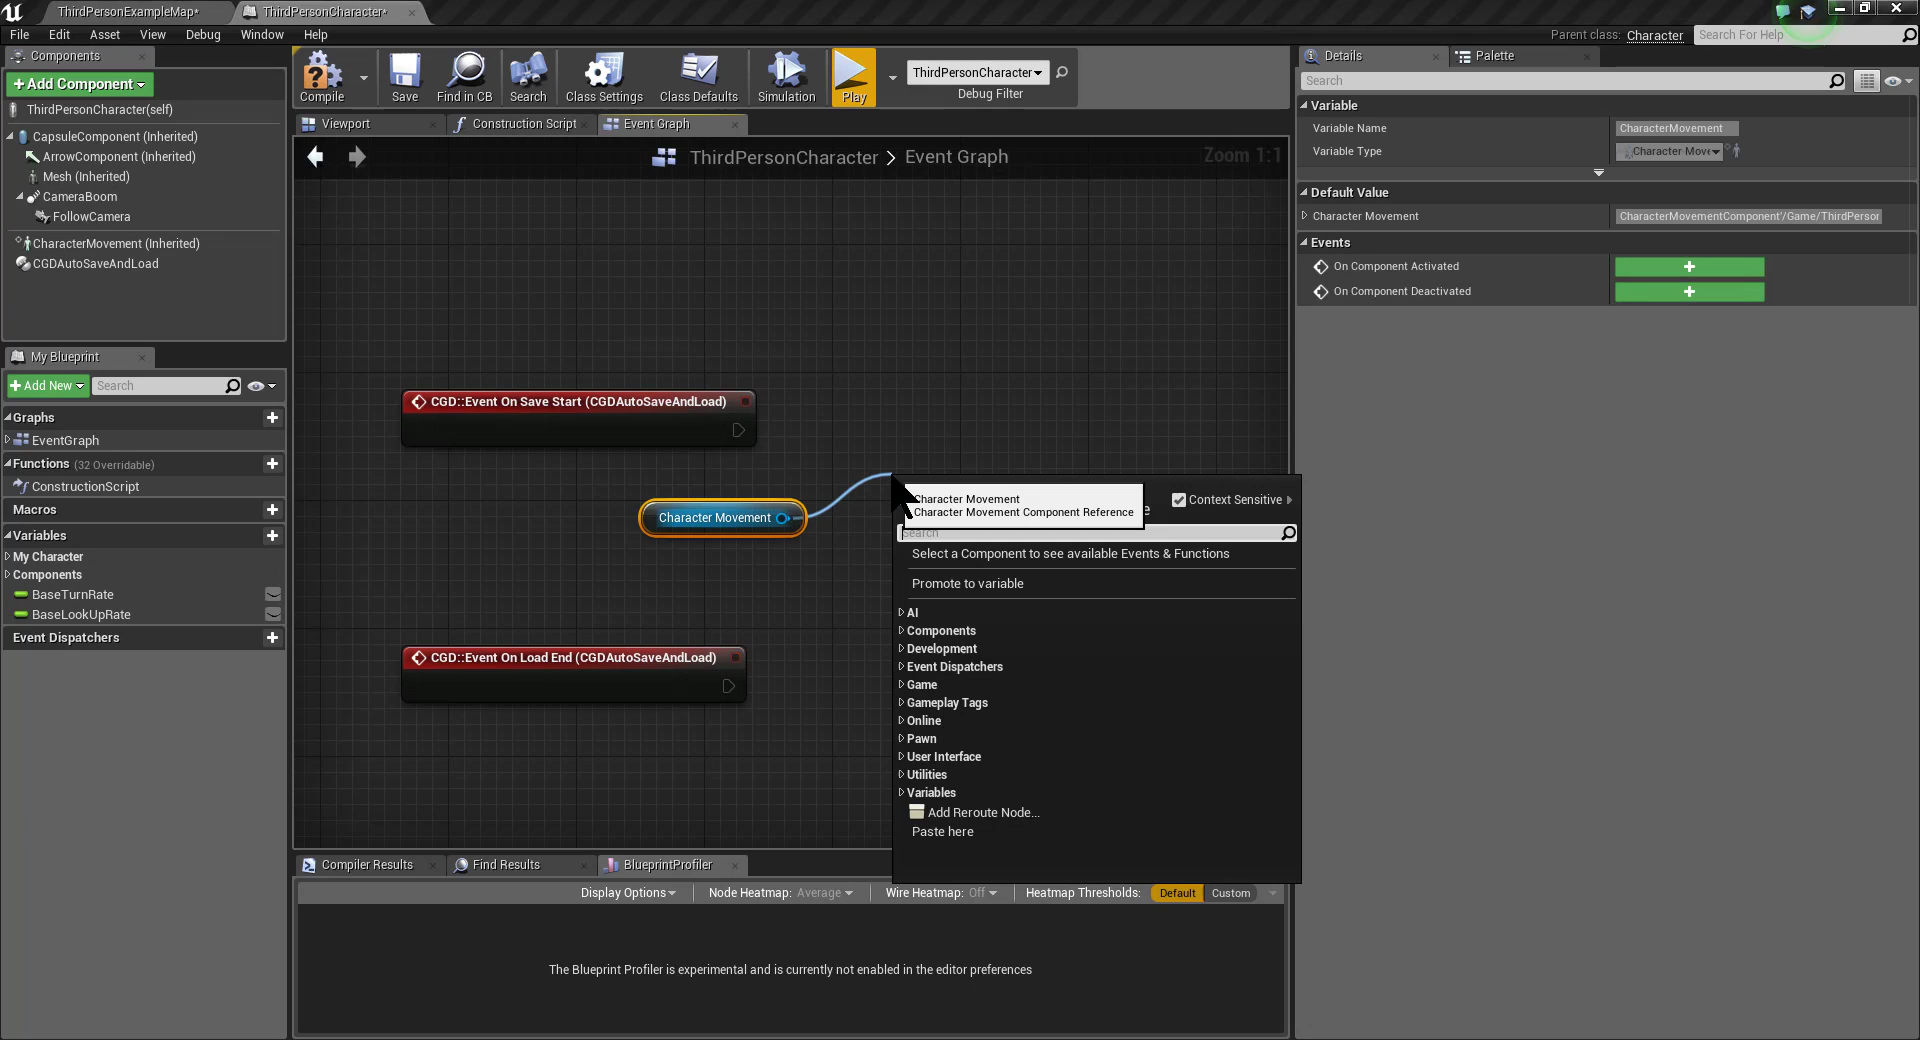 ThirdPersonExampleMap*
ThirdPersonCharacter*
File Edit Asset View Debug Window Help
Parent class: Character
Search For Help
Components
+ Add Component
ThirdPersonCharacter(self)
CapsuleComponent (Inherited)
ArrowComponent (Inherited)
Mesh (Inherited)
CameraBoom
FollowCamera
CharacterMovement (Inherited)
CGDAutoSaveAndLoad
My Blueprint
+ Add New
Search
Graphs
EventGraph
Functions (32 Overridable)
ConstructionScript
Macros
Variables
My Character
Components
BaseTurnRate
BaseLookUpRate
Event Dispatchers
Compile
Save
Find in CB
Search
Class Settings
Class Defaults
Simulation
Play
ThirdPersonCharacter
Debug Filter
Viewport
Construction Script
Event Graph
ThirdPersonCharacter > Event Graph
Zoom 1:1
CGD::Event On Save Start (CGDAutoSaveAndLoad)
Character Movement
CGD::Event On Load End (CGDAutoSaveAndLoad)
Character Movement
Character Movement Component Reference
Context Sensitive
Search
Select a Component to see available Events & Functions
Promote to variable
AI
Components
Development
Event Dispatchers
Game
Gameplay Tags
Online
Pawn
User Interface
Utilities
Variables
Add Reroute Node...
Paste here
Compiler Results
Find Results
BlueprintProfiler
Display Options
Node Heatmap: Average
Wire Heatmap: Off
Heatmap Thresholds:
Default
Custom
The Blueprint Profiler is experimental and is currently not enabled in the editor preferences
Details
Palette
Search
Variable
Variable Name
CharacterMovement
Variable Type
Character Move
Default Value
Character Movement
CharacterMovementComponent'/Game/ThirdPerson
Events
On Component Activated
On Component Deactivated